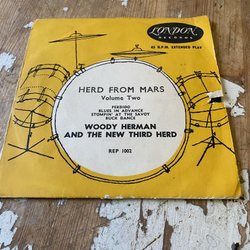 LONDON
RECORDS
45 R.P.M. EXTENDED PLAY
HERD FROM MARS
Volume Two
PERDIDO
BLUES IN ADVANCE
STOMPIN' AT THE SAVOY
BUCK DANCE
WOODY HERMAN
AND THE NEW THIRD HERD
REP 1002